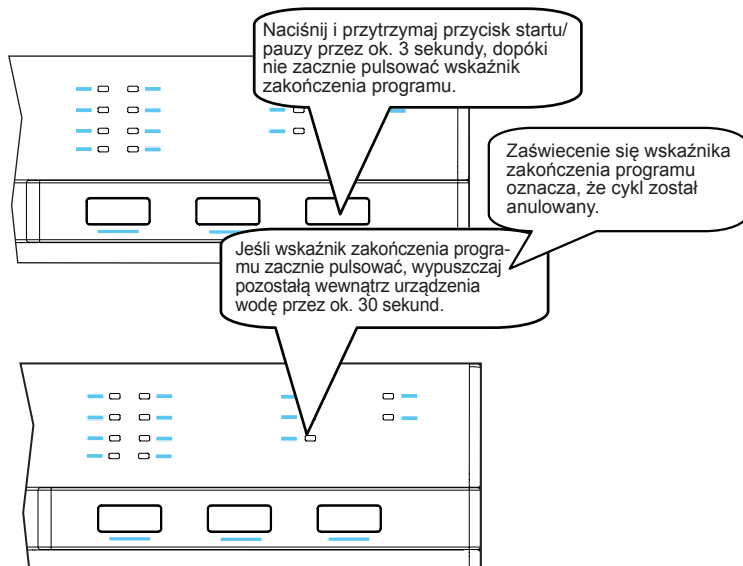 Naciśnij i przytrzymaj przycisk startu/
pauzy przez ok. 3 sekundy, dopóki
nie zacznie pulsować wskaźnik
zakończenia programu.
Zaświecenie się wskaźnika
zakończenia programu
oznacza, że cykl został
anulowany.
Jeśli wskaźnik zakończenia progra-
mu zacznie pulsować, wypuszczaj
pozostałą wewnątrz urządzenia
wodę przez ok. 30 sekund.